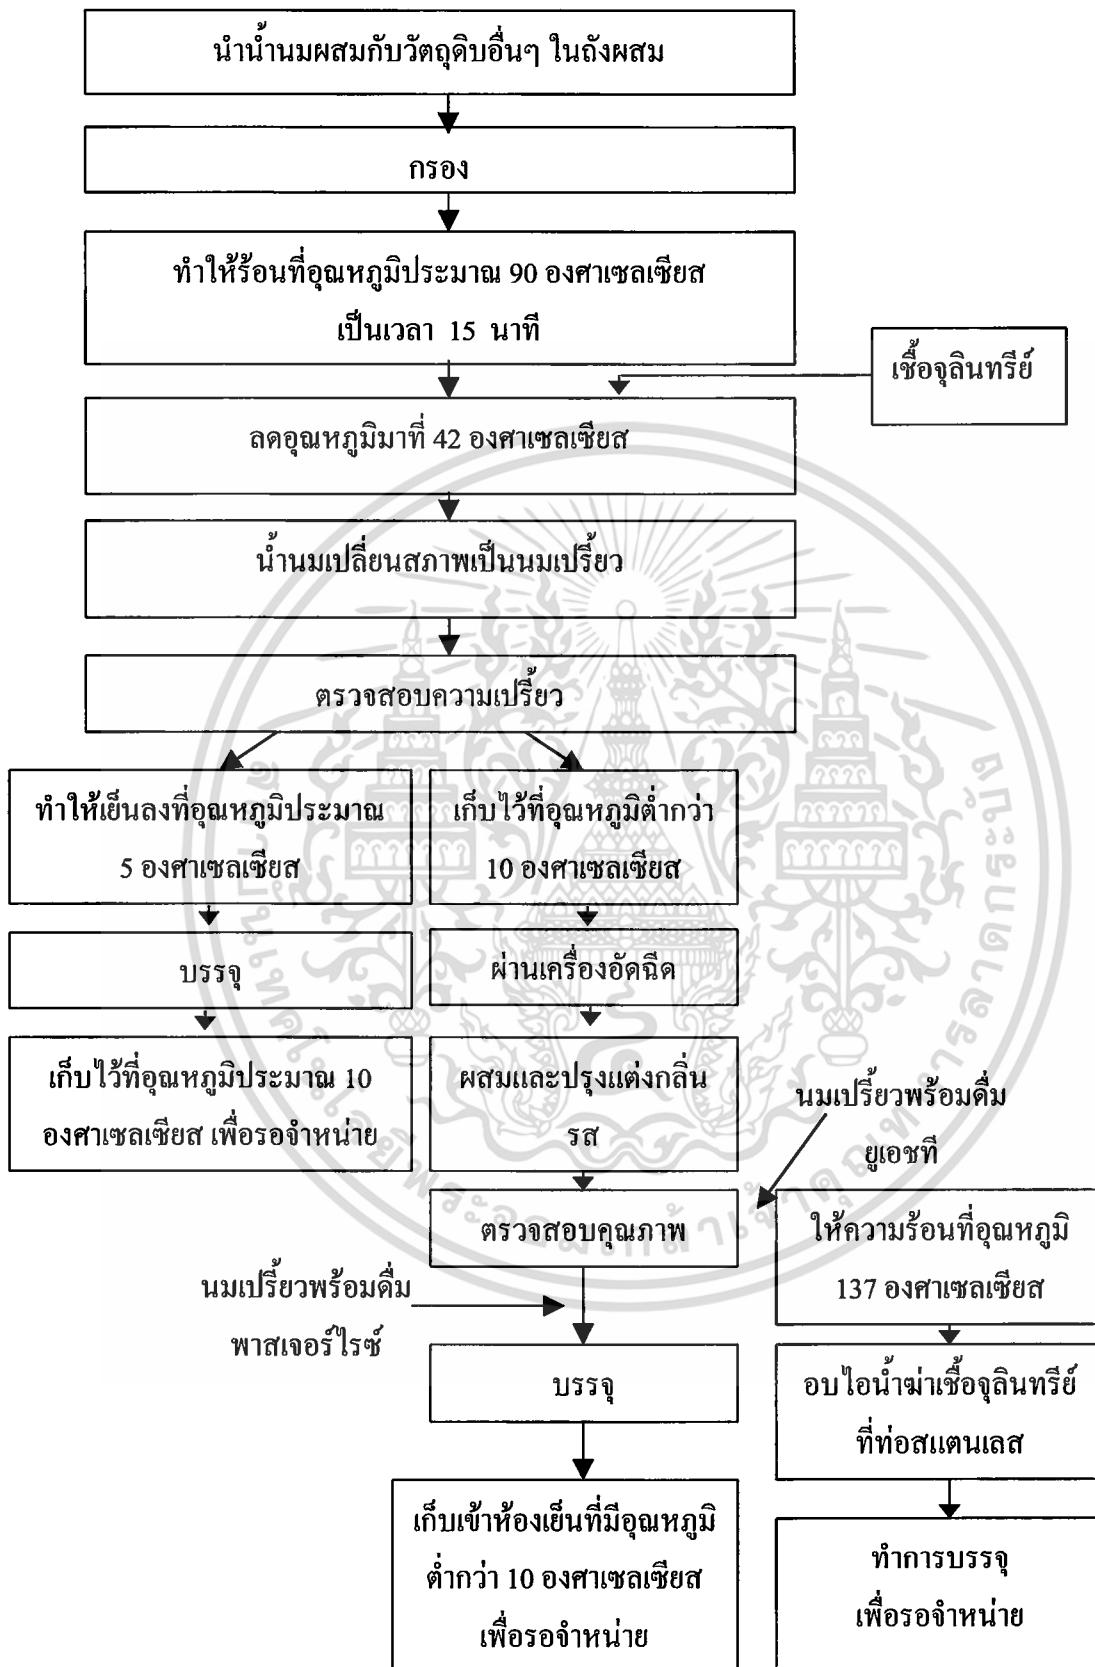 นำน้ำนมผสมกับวัตถุดิบอื่นๆ ในถังผสม
กรอง
ทำให้ร้อนที่อุณหภูมิประมาณ 90 องศาเซลเซียส
เป็นเวลา 15 นาที
เชื้อจุลินทรีย์
ลดอุณหภูมิมาที่ 42 องศาเซลเซียส
น้ำนมเปลี่ยนสภาพเป็นนมเปรี้ยว
ตรวจสอบความเปรี้ยว
ทำให้เย็นลงที่อุณหภูมิประมาณ
5 องศาเซลเซียส
เก็บไว้ที่อุณหภูมิต่ำกว่า
10 องศาเซลเซียส
บรรจุ
ผ่านเครื่องอัดฉีด
เก็บไว้ที่อุณหภูมิประมาณ 10
องศาเซลเซียส เพื่อรอจำหน่าย
ผสมและปรุงแต่งกลิ่น
รส
นมเปรี้ยวพร้อมดื่ม
ยูเอชที
ตรวจสอบคุณภาพ
ให้ความร้อนที่อุณหภูมิ
137 องศาเซลเซียส
นมเปรี้ยวพร้อมดื่ม
พาสเจอร์ไรซ์
บรรจุ
อบไอน้ำฆ่าเชื้อจุลินทรีย์
ที่ท่อสแตนเลส
เก็บเข้าห้องเย็นที่มีอุณหภูมิ
ต่ำกว่า 10 องศาเซลเซียส
เพื่อรอจำหน่าย
ทำการบรรจุ
เพื่อรอจำหน่าย